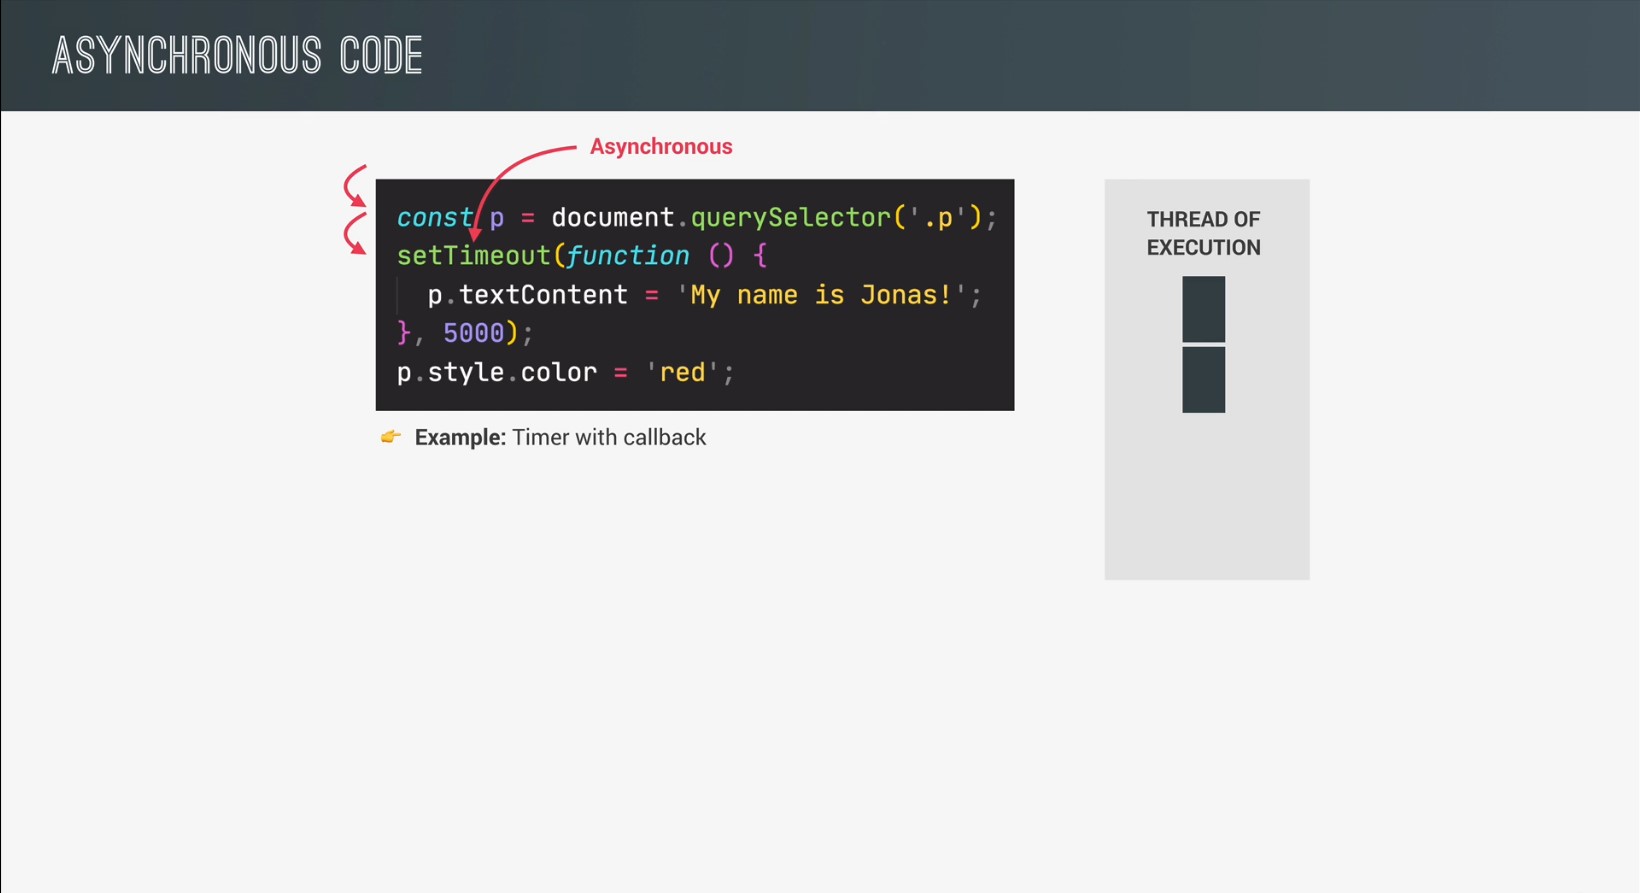 ASYNCHRONOUS CODE
Asynchronous
const p = document.querySelector('.p');
setTimeout(function () {
  p.textContent = 'My name is Jonas!';
}, 5000);
p.style.color = 'red';
👉 Example: Timer with callback
THREAD OF
EXECUTION